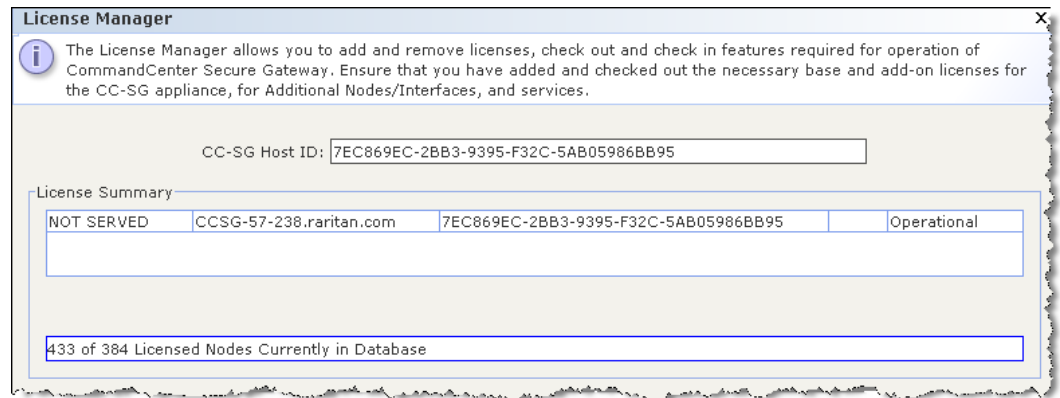 License Manager
x
The License Manager allows you to add and remove licenses, check out and check in features required for operation of
CommandCenter Secure Gateway. Ensure that you have added and checked out the necessary base and add-on licenses for
the CC-SG appliance, for Additional Nodes/Interfaces, and services.
CC-SG Host ID: 7EC869EC-2BB3-9395-F32C-5AB05986BB95
License Summary
NOT SERVED CCSG-57-238.raritan.com 7EC869EC-2BB3-9395-F32C-5AB05986BB95 Operational
433 of 384 Licensed Nodes Currently in Database